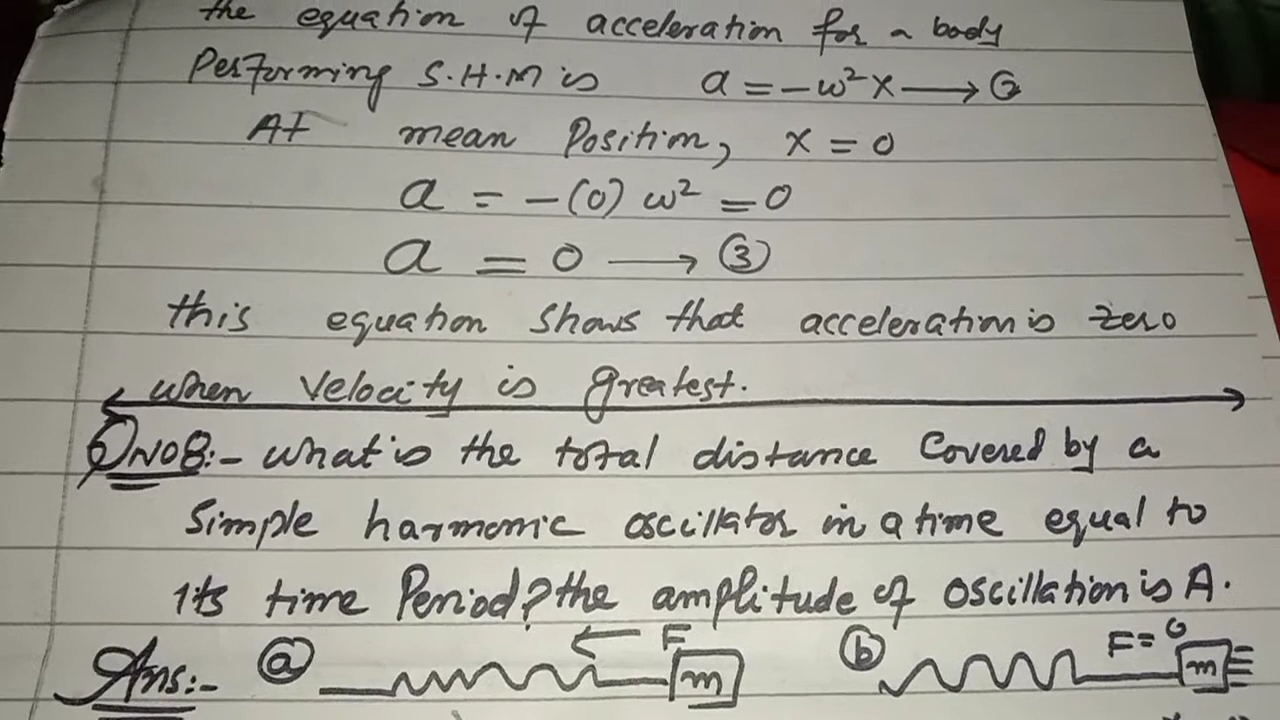 the equation of acceleration for a body
Performing S.H.M is a = -ω²x ⟶ ②
At mean Position, x = 0
a = -(0) ω² = 0
a = 0 ⟶ ③
this equation shows that acceleration is zero
when velocity is greatest.
QNO8:- what is the total distance Covered by a
Simple harmonic oscillator in a time equal to
its time Period? the amplitude of oscillation is A.
Ans:- ⓐ F m ⓑ F=0 m